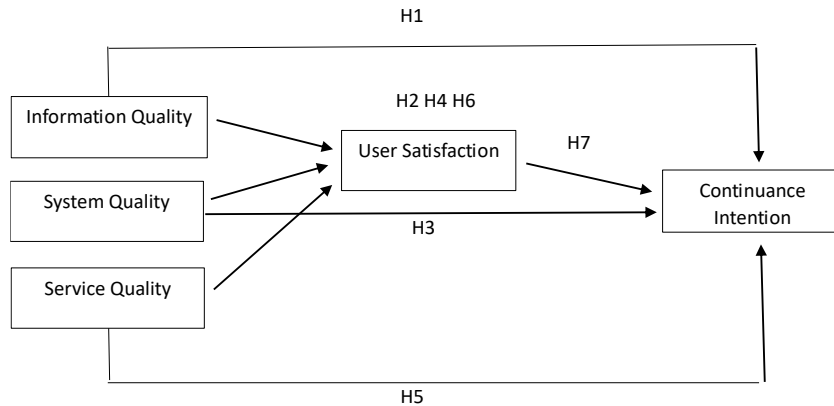 H1
Information Quality
H2 H4 H6
User Satisfaction
H7
System Quality
Continuance
Intention
H3
Service Quality
H5